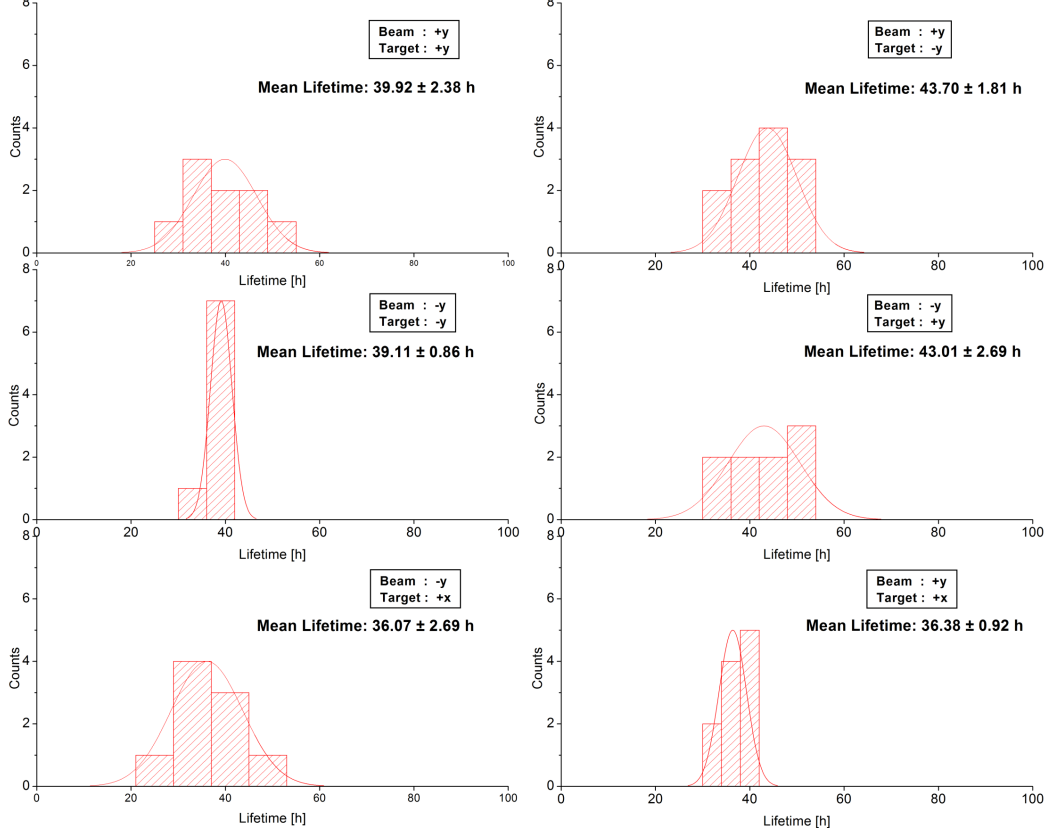 8
Beam : +y
Target : +y
Mean Lifetime: 39.92 ± 2.38 h
6
4
Counts
2
0
0 20 40 60 80 100
Lifetime [h]
8
Beam : +y
Target : -y
Mean Lifetime: 43.70 ± 1.81 h
6
4
Counts
2
0
0 20 40 60 80 100
Lifetime [h]
8
Beam : -y
Target : -y
Mean Lifetime: 39.11 ± 0.86 h
6
4
Counts
2
0
0 20 40 60 80 100
Lifetime [h]
8
Beam : -y
Target : +y
Mean Lifetime: 43.01 ± 2.69 h
6
4
Counts
2
0
0 20 40 60 80 100
Lifetime [h]
8
Beam : -y
Target : +x
Mean Lifetime: 36.07 ± 2.69 h
6
4
Counts
2
0
0 20 40 60 80 100
Lifetime [h]
8
Beam : +y
Target : +x
Mean Lifetime: 36.38 ± 0.92 h
6
4
Counts
2
0
0 20 40 60 80 100
Lifetime [h]